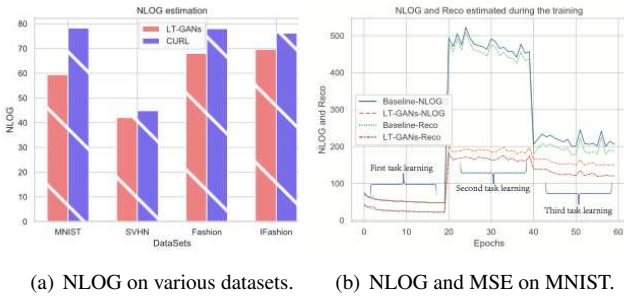 NLOG estimation
LT-GANs
CURL
NLOG
80
70
60
50
40
30
20
10
0
MNIST SVHN Fashion IFashion
DataSets
NLOG and Reco estimated during the training
NLOG and Reco
500
400
300
200
100
0
Baseline-NLOG
LT-GANs-NLOG
Baseline-Reco
LT-GANs-Reco
First task learning
Second task learning
Third task learning
0 10 20 30 40 50 60
Epochs
(a) NLOG on various datasets.
(b) NLOG and MSE on MNIST.